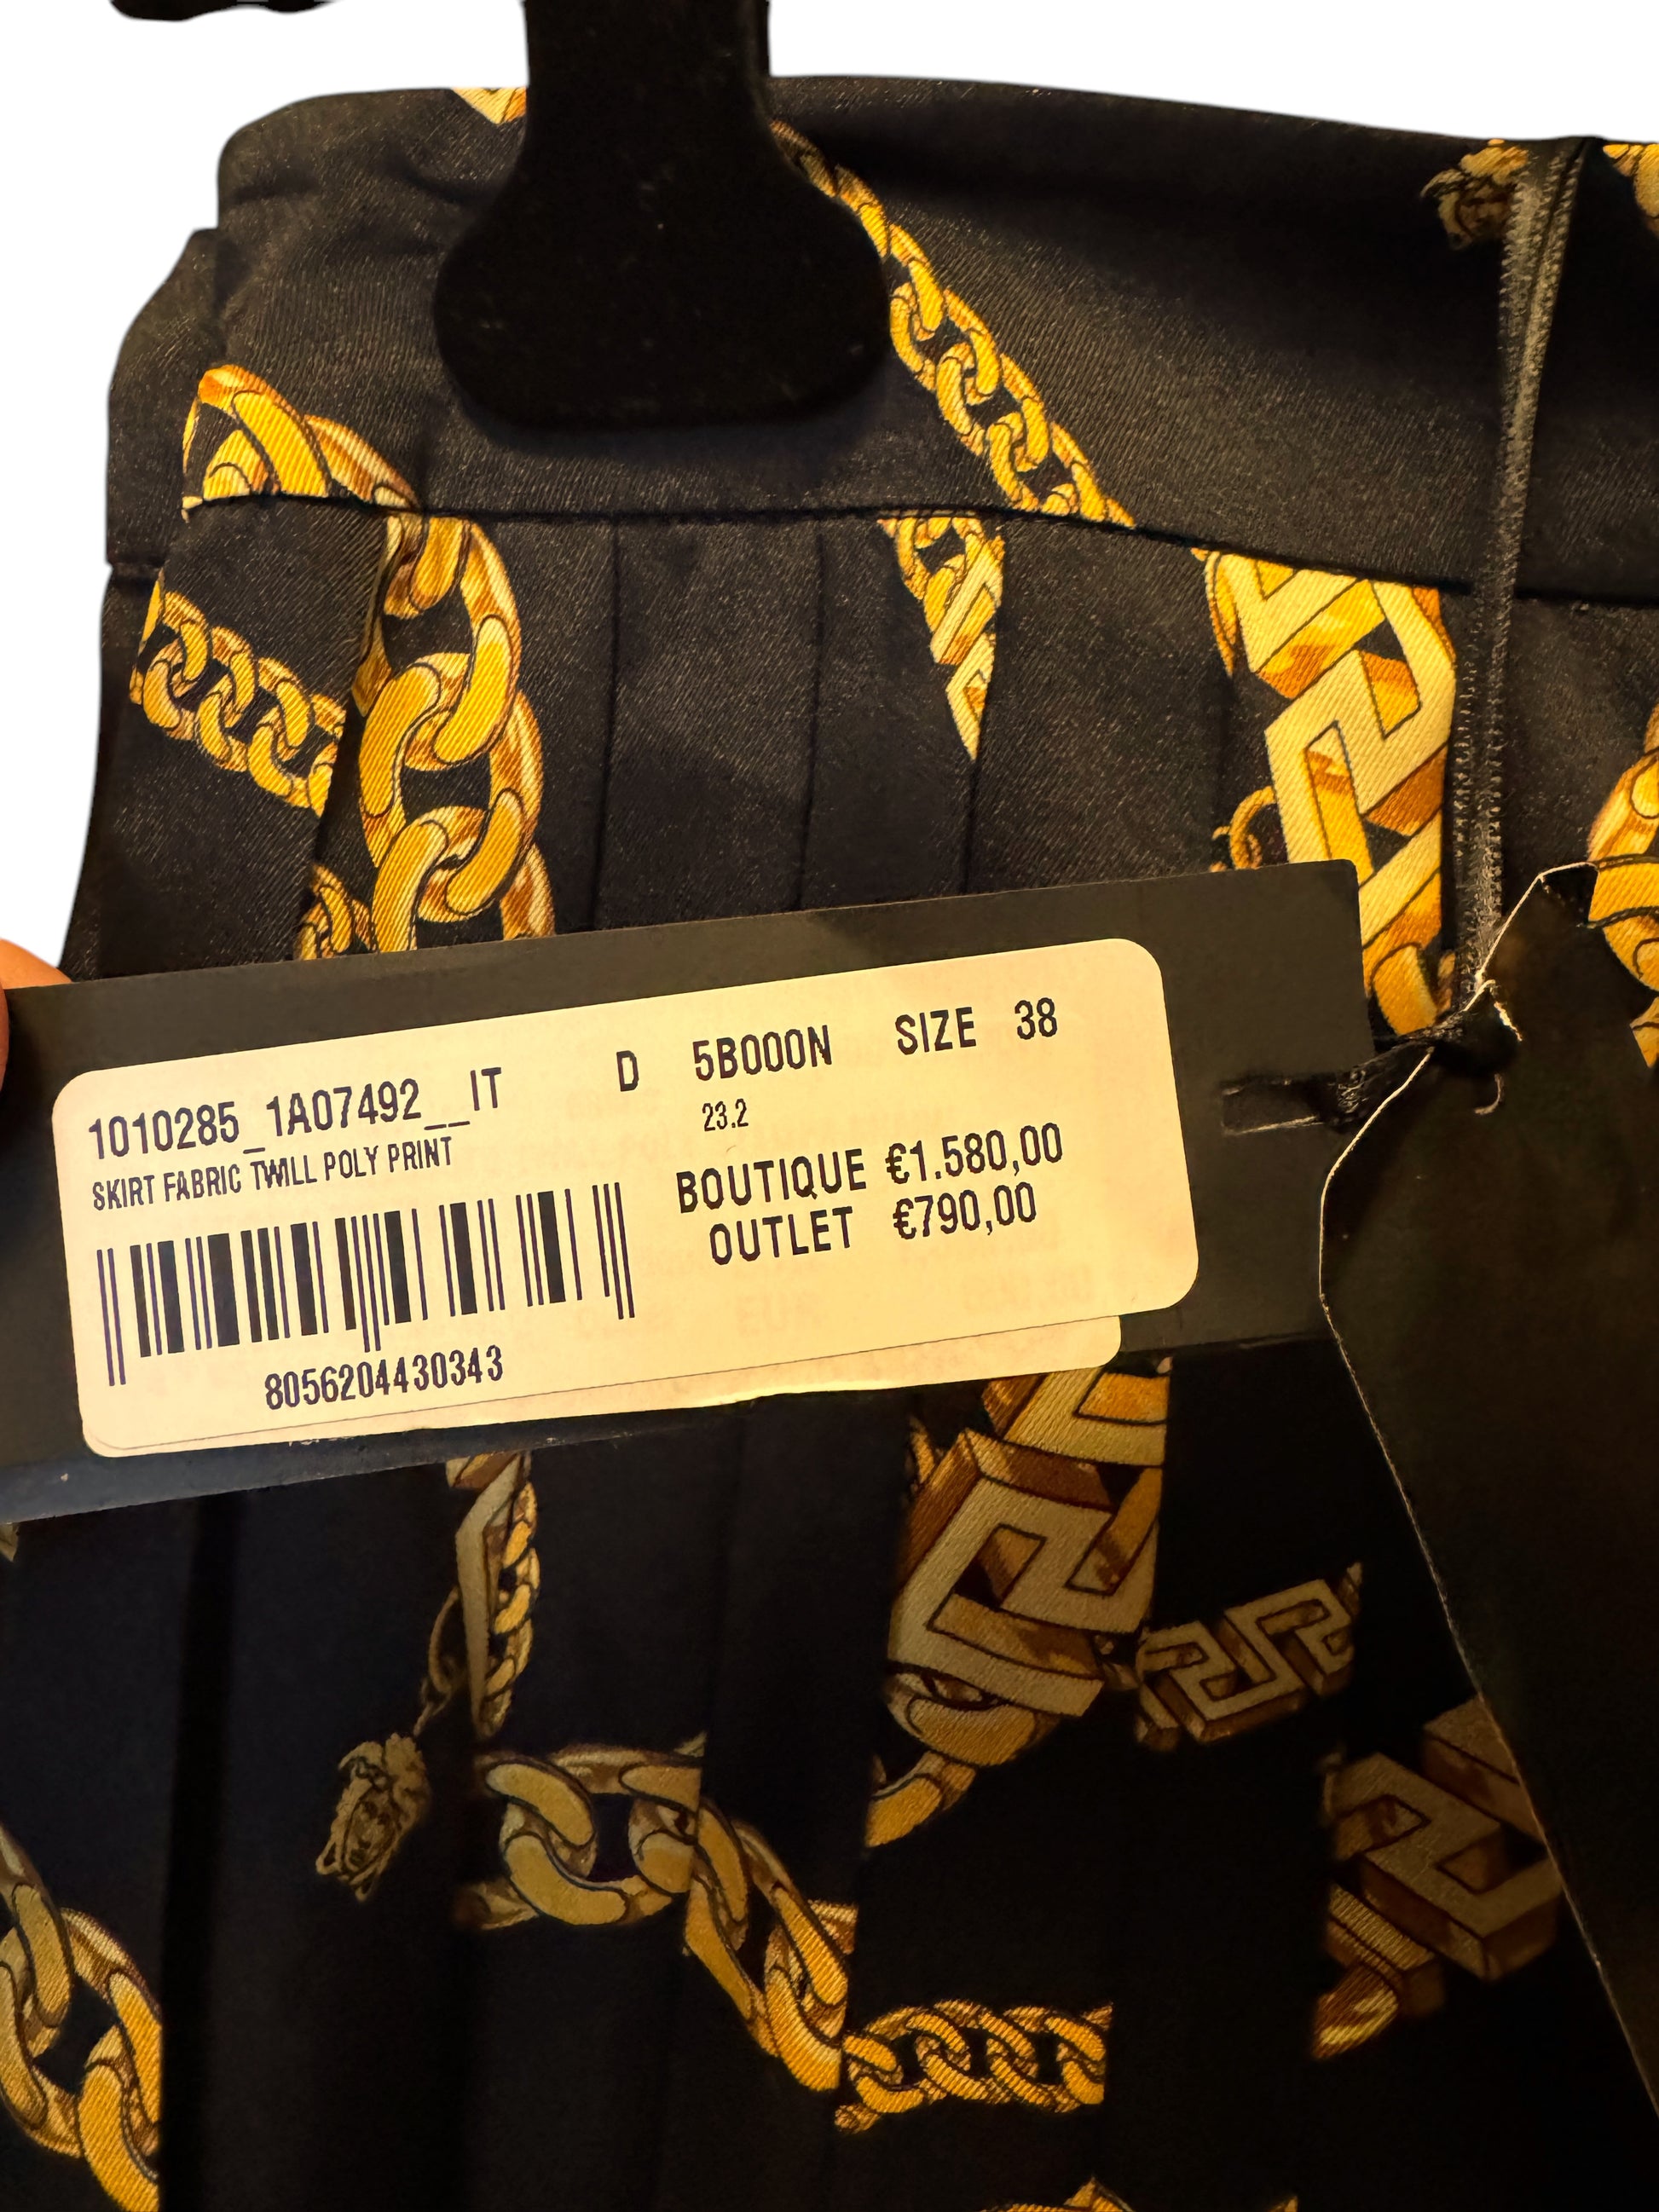 1010285_1A07492__IT D 5B000N SIZE 38
SKIRT FABRIC TWILL POLY PRINT 23.2
BOUTIQUE €1.580,00
OUTLET €790,00
8056204430343